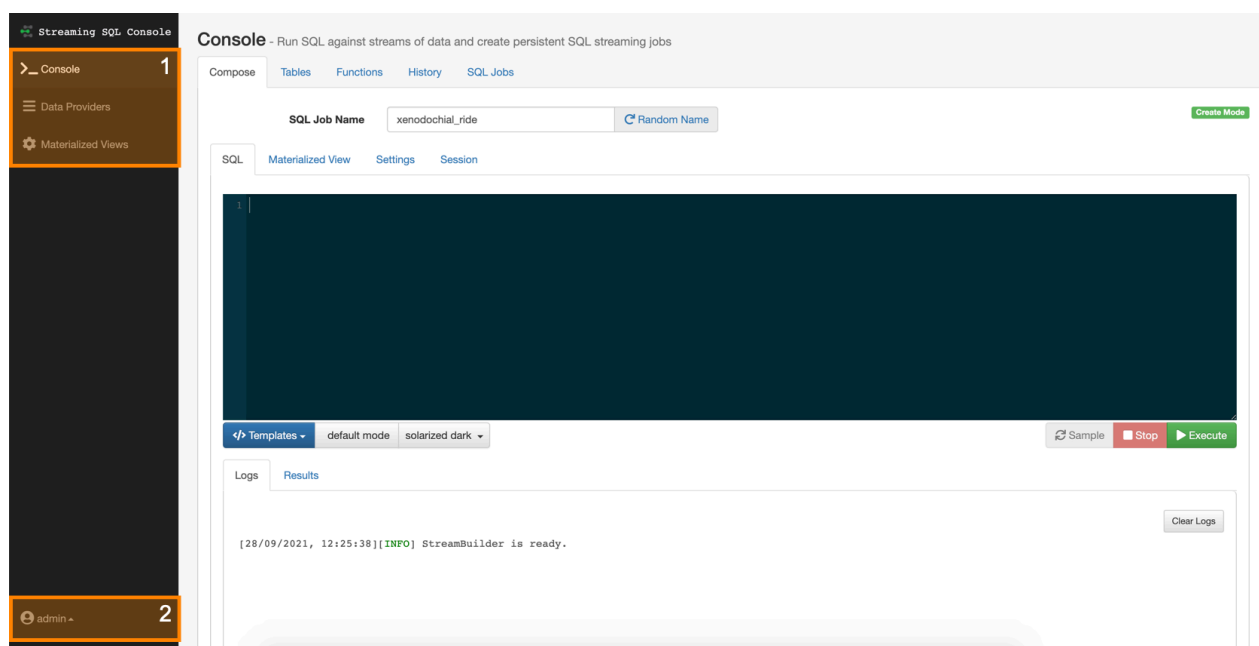 Streaming SQL Console
Console 1
Data Providers
Materialized Views
admin 2
Console - Run SQL against streams of data and create persistent SQL streaming jobs
Compose Tables Functions History SQL Jobs
SQL Job Name xenodochial_ride Random Name Create Mode
SQL Materialized View Settings Session
1
</> Templates default mode solarized dark Sample Stop Execute
Logs Results
Clear Logs
[28/09/2021, 12:25:38][INFO] StreamBuilder is ready.